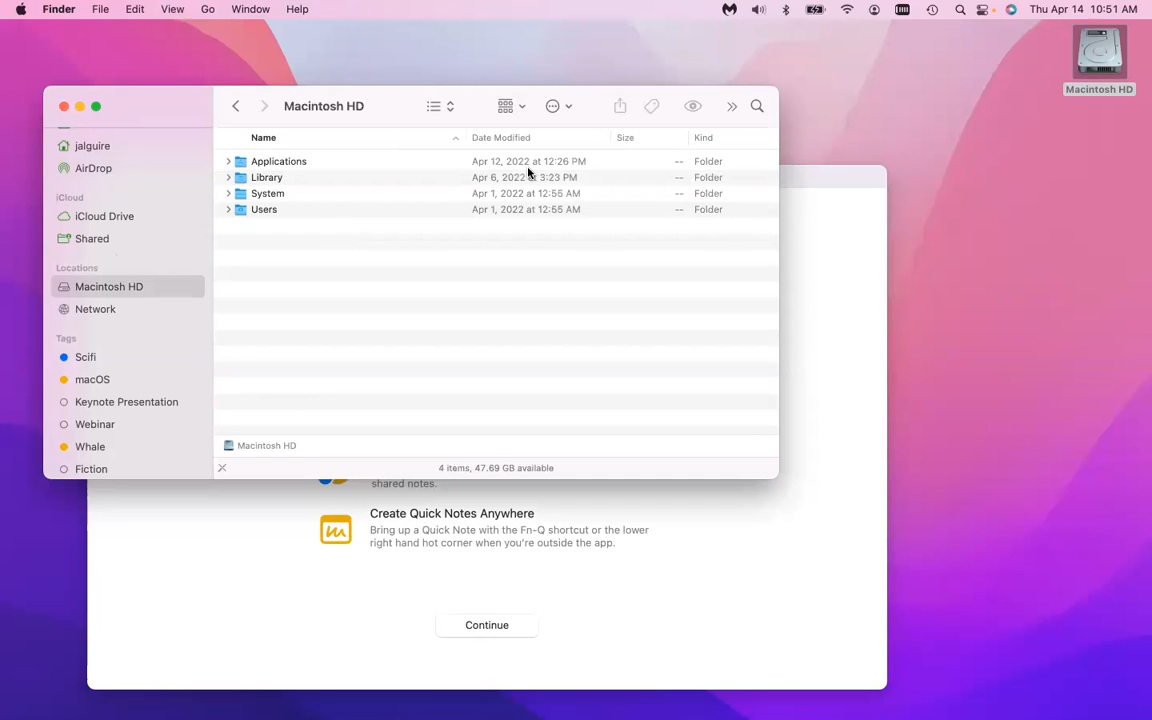 Finder File Edit View Go Window Help Thu Apr 14 10:51 AM
Macintosh HD
Macintosh HD
Name Date Modified Size Kind
Applications Apr 12, 2022 at 12:26 PM -- Folder
Library Apr 6, 2022 3:23 PM -- Folder
System Apr 1, 2022 at 12:55 AM -- Folder
Users Apr 1, 2022 at 12:55 AM -- Folder
jalguire
AirDrop
iCloud
iCloud Drive
Shared
Locations
Macintosh HD
Network
Tags
Scifi
macOS
Keynote Presentation
Webinar
Whale
Fiction
Macintosh HD
4 items, 47.69 GB available
shared notes.
Create Quick Notes Anywhere
Bring up a Quick Note with the Fn-Q shortcut or the lower
right hand hot corner when you're outside the app.
Continue